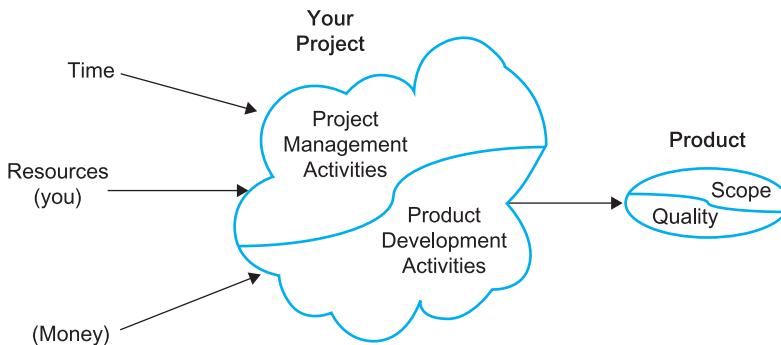 Your
Project
Time
Project
Management
Activities
Resources
(you)
Product
Development
Activities
(Money)
Product
Scope
Quality